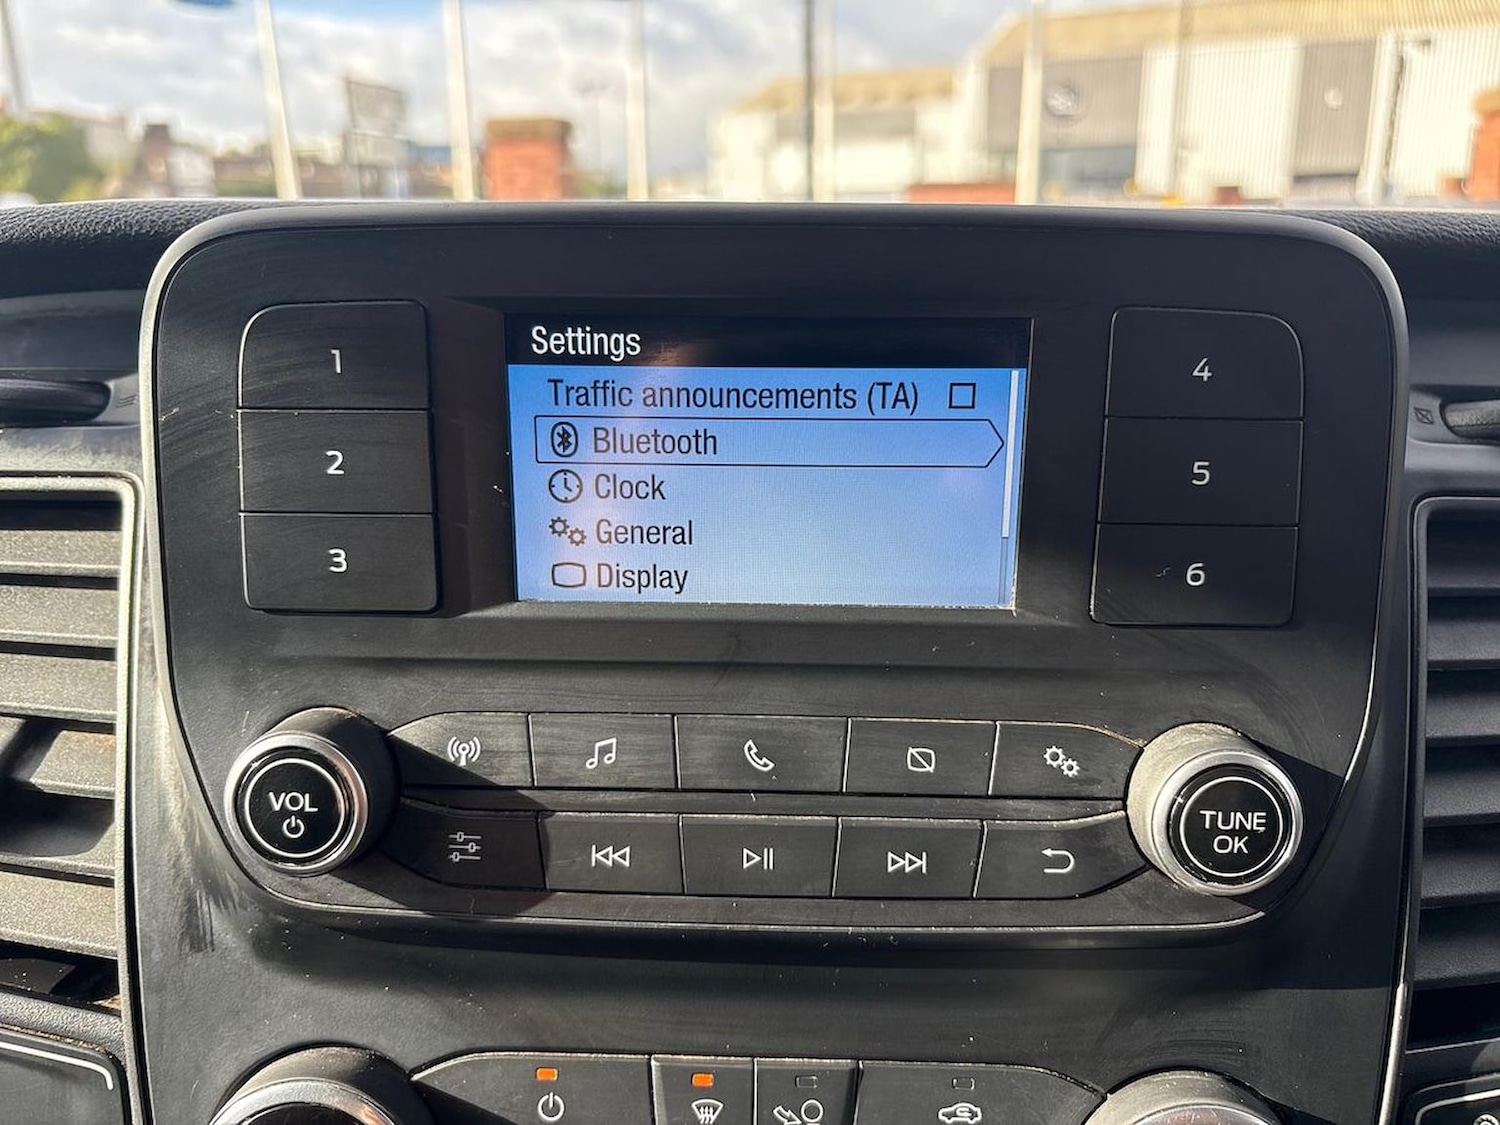 Settings
Traffic announcements (TA)
Bluetooth
Clock
General
Display
1
2
3
4
5
6
VOL
TUNE
OK